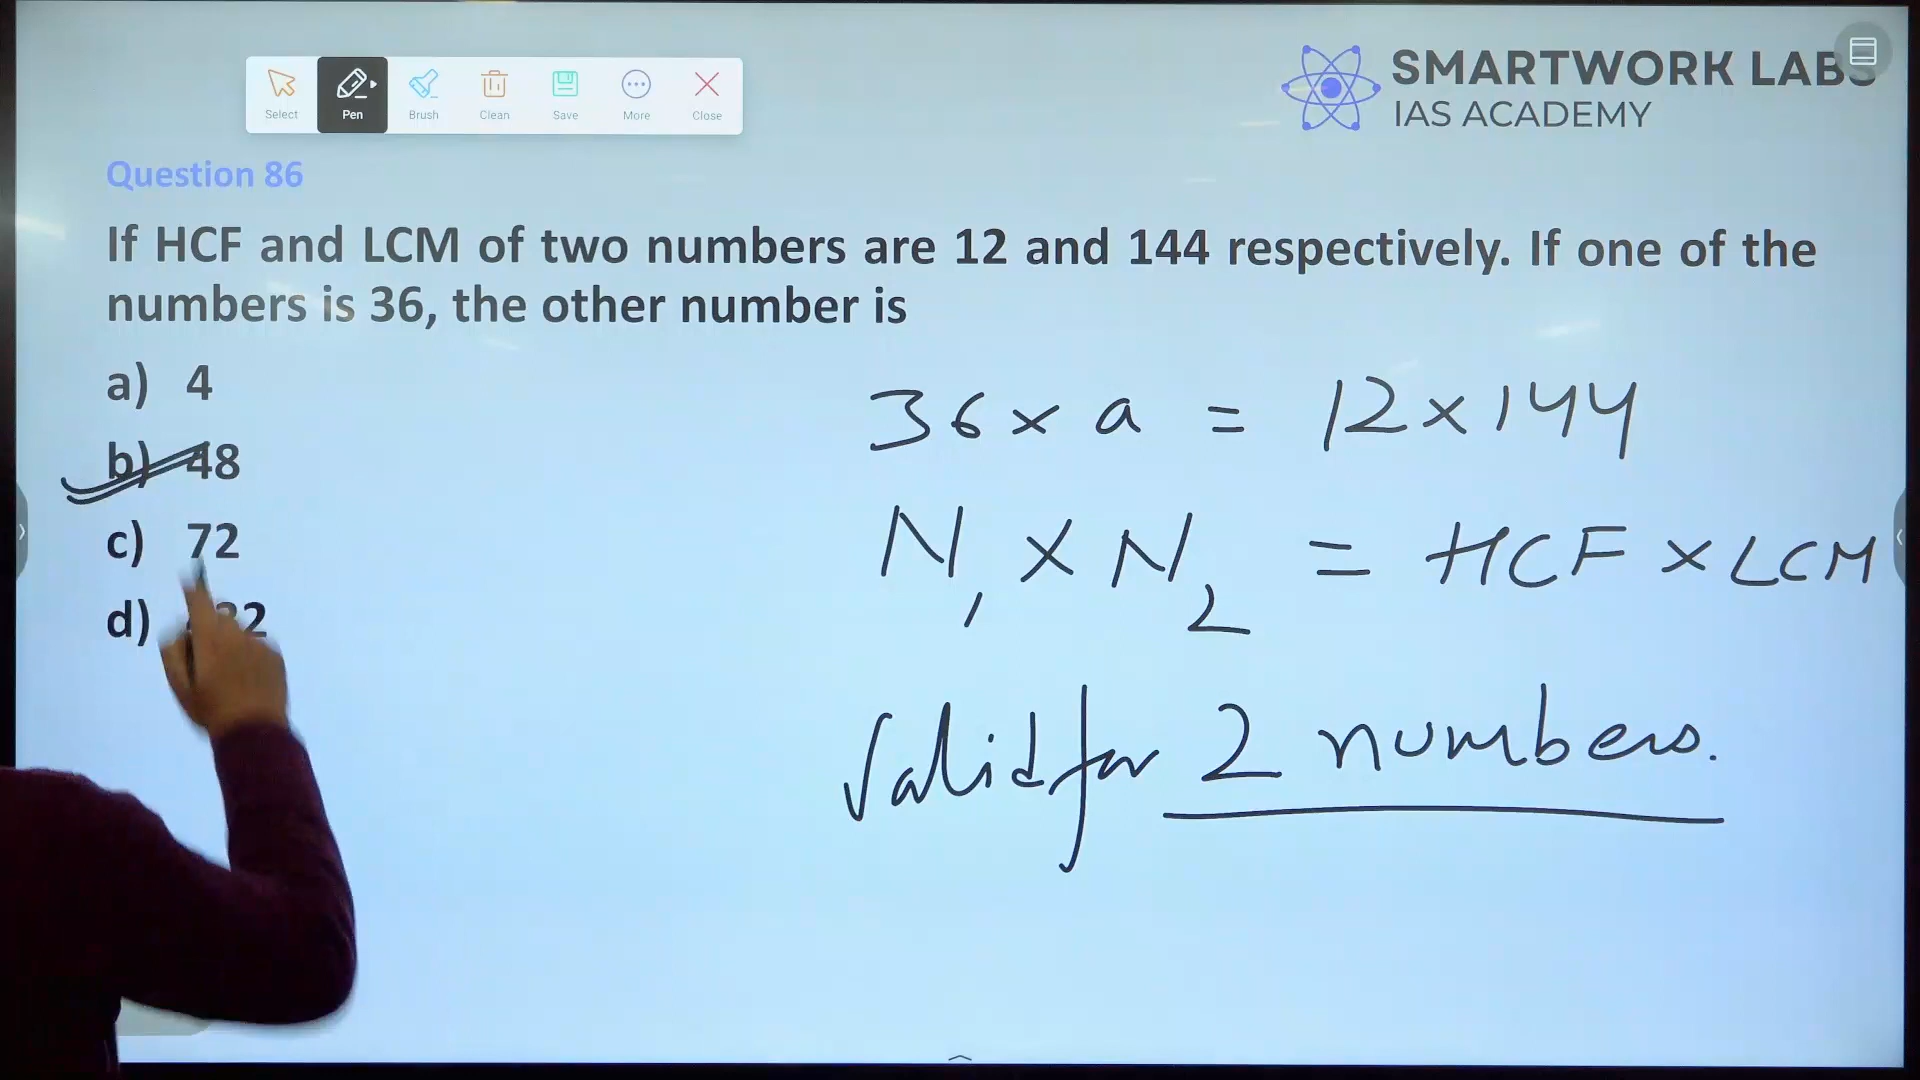 SMARTWORK LABS
IAS ACADEMY
Select Pen Brush Clean Save More Close
Question 86
If HCF and LCM of two numbers are 12 and 144 respectively. If one of the
numbers is 36, the other number is
a) 4
b) 48
c) 72
d)
36 × a = 12 × 144
N1 × N2 = HCF × LCM
Valid for 2 numbers.